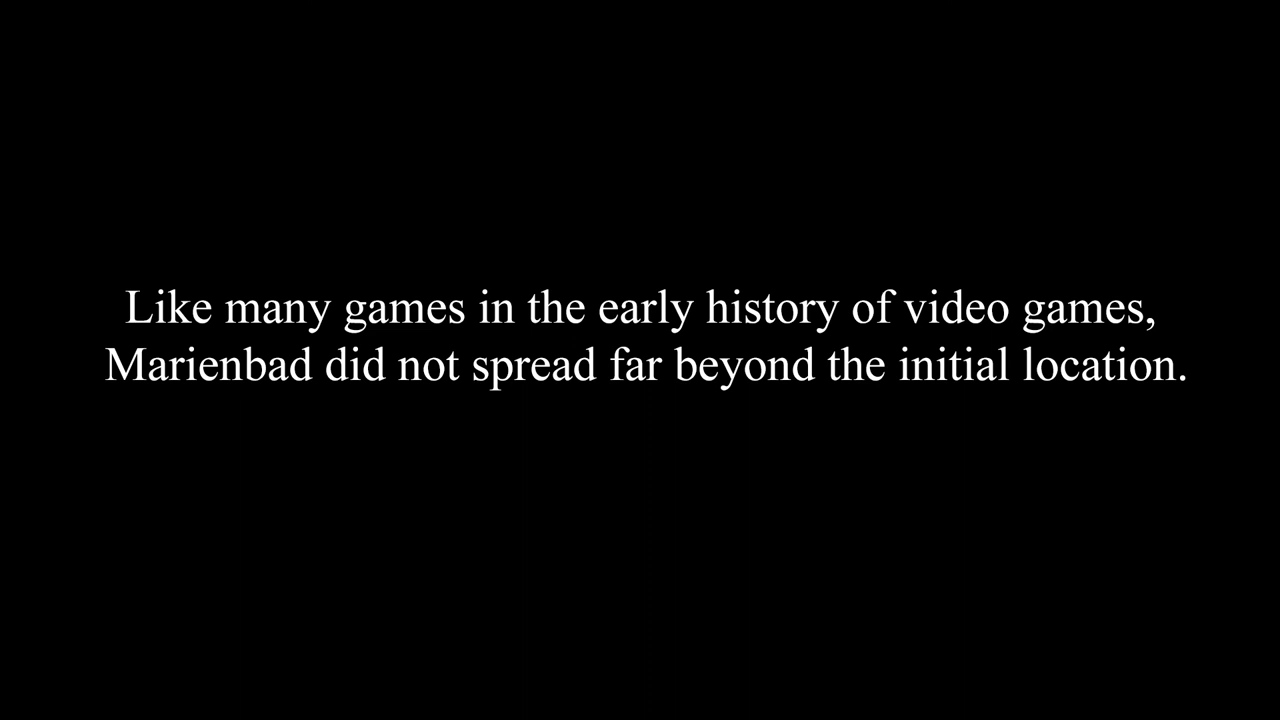 Like many games in the early history of video games,
Marienbad did not spread far beyond the initial location.